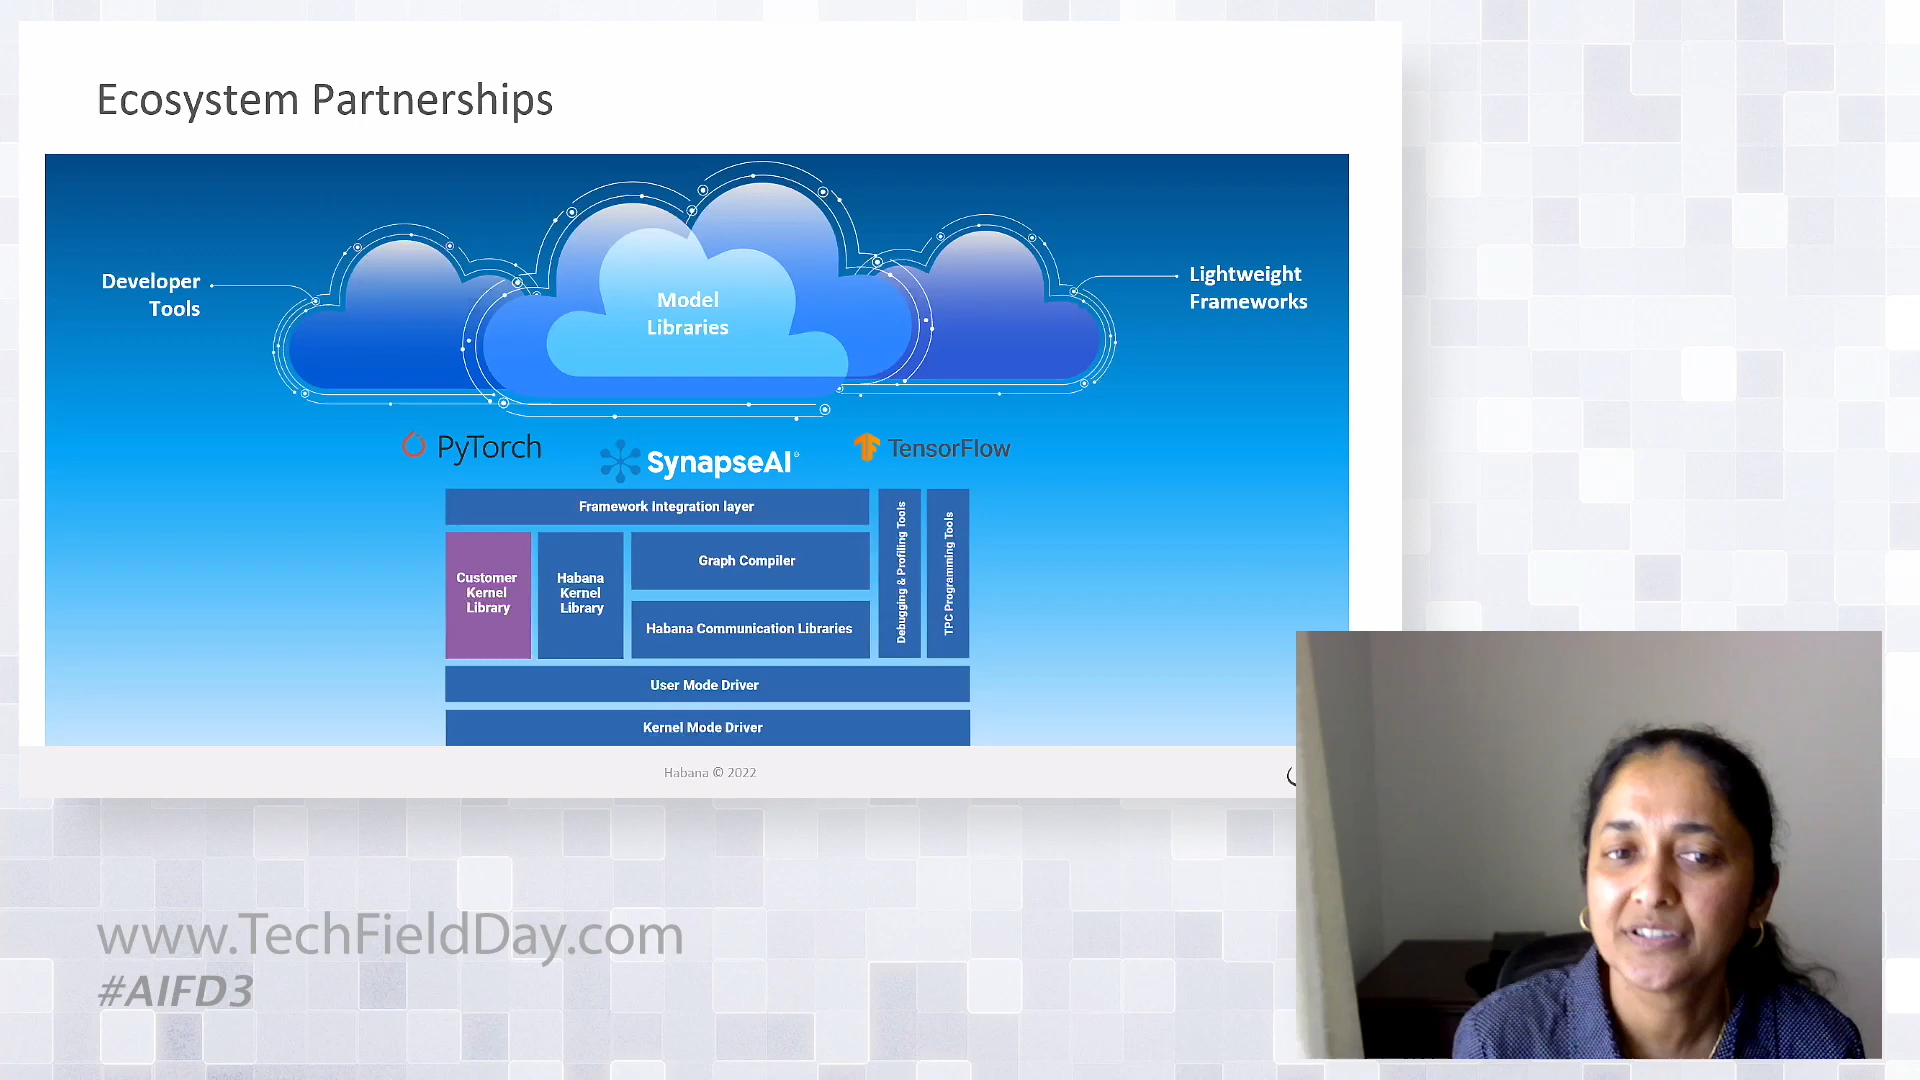 Ecosystem Partnerships
Developer
Tools
Model
Libraries
Lightweight
Frameworks
PyTorch
SynapseAI®
TensorFlow
Framework Integration layer
Customer
Kernel
Library
Habana
Kernel
Library
Graph Compiler
Habana Communication Libraries
Debugging & Profiling Tools
TPC Programming Tools
User Mode Driver
Kernel Mode Driver
Habana © 2022
www.TechFieldDay.com
#AIFD3